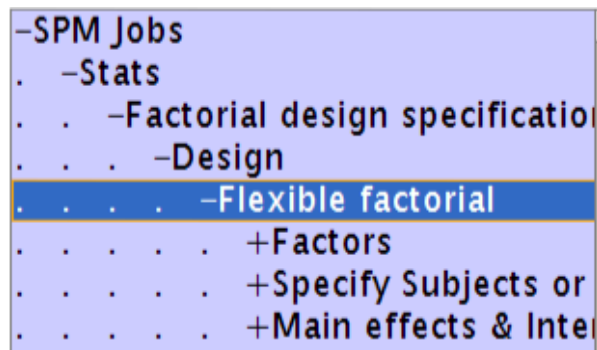 -SPM Jobs
. -Stats
. . -Factorial design specificatio
. . . -Design
. . . . -Flexible factorial
. . . . . +Factors
. . . . . +Specify Subjects or
. . . . . +Main effects & Inte